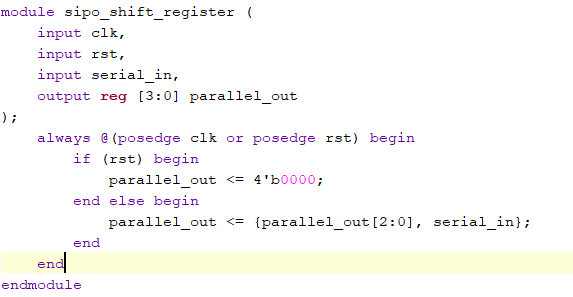 module sipo_shift_register (
    input clk,
    input rst,
    input serial_in,
    output reg [3:0] parallel_out
);
    always @(posedge clk or posedge rst) begin
        if (rst) begin
            parallel_out <= 4'b0000;
        end else begin
            parallel_out <= {parallel_out[2:0], serial_in};
        end
    end
endmodule